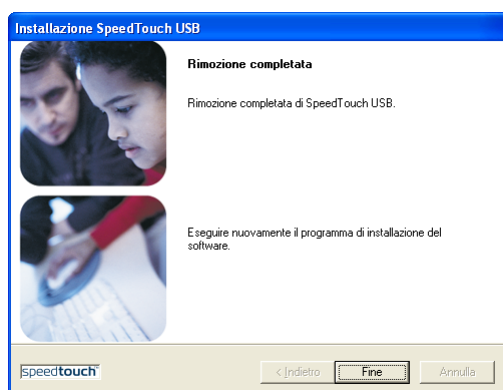 Installazione SpeedTouch USB
Rimozione completata
Rimozione completata di SpeedTouch USB.
Eseguire nuovamente il programma di installazione del
software.
speedtouch™
< Indietro
Fine
Annulla